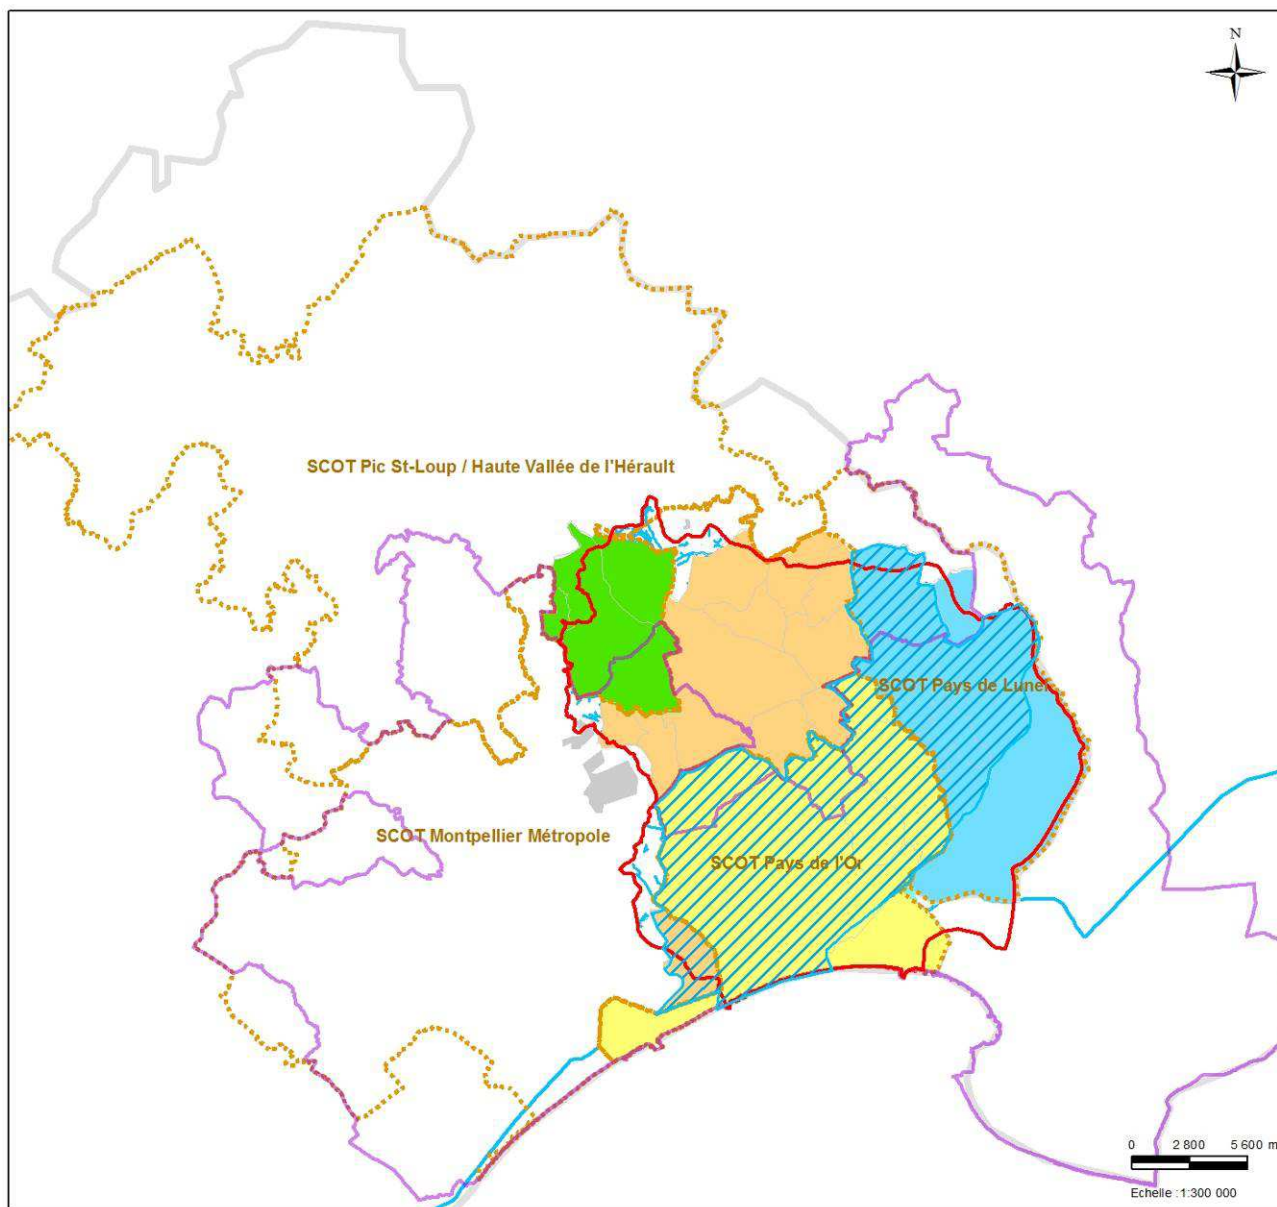 N
SCOT Pic St-Loup / Haute Vallée de l'Hérault
SCOT Pays de Lunel
SCOT Montpellier Métropole
SCOT Pays de l'Or
0 2 800 5 600 m
Echelle :1:300 000